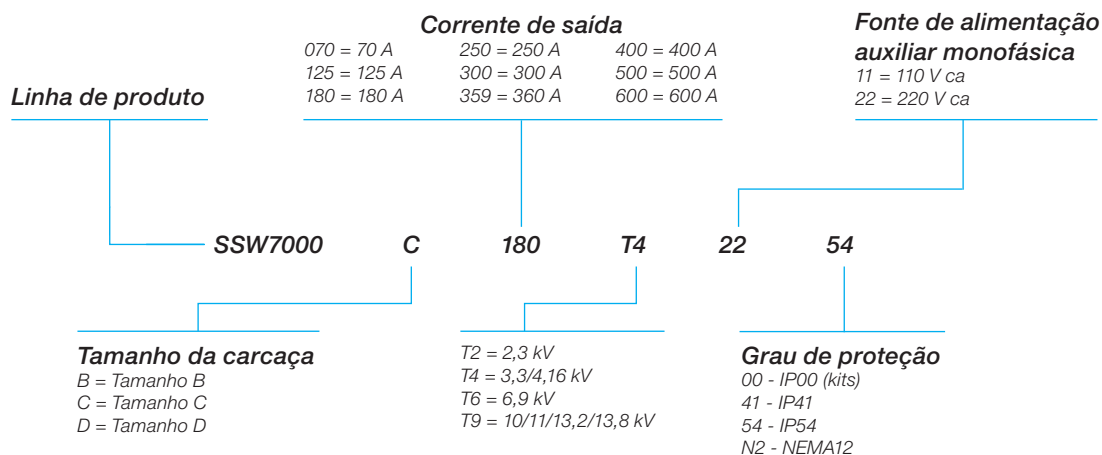 Linha de produto
Corrente de saída
070 = 70 A 250 = 250 A 400 = 400 A
125 = 125 A 300 = 300 A 500 = 500 A
180 = 180 A 359 = 360 A 600 = 600 A
Fonte de alimentação
auxiliar monofásica
11 = 110 V ca
22 = 220 V ca
SSW7000 C 180 T4 22 54
Tamanho da carcaça
B = Tamanho B
C = Tamanho C
D = Tamanho D
T2 = 2,3 kV
T4 = 3,3/4,16 kV
T6 = 6,9 kV
T9 = 10/11/13,2/13,8 kV
Grau de proteção
00 - IP00 (kits)
41 - IP41
54 - IP54
N2 - NEMA12